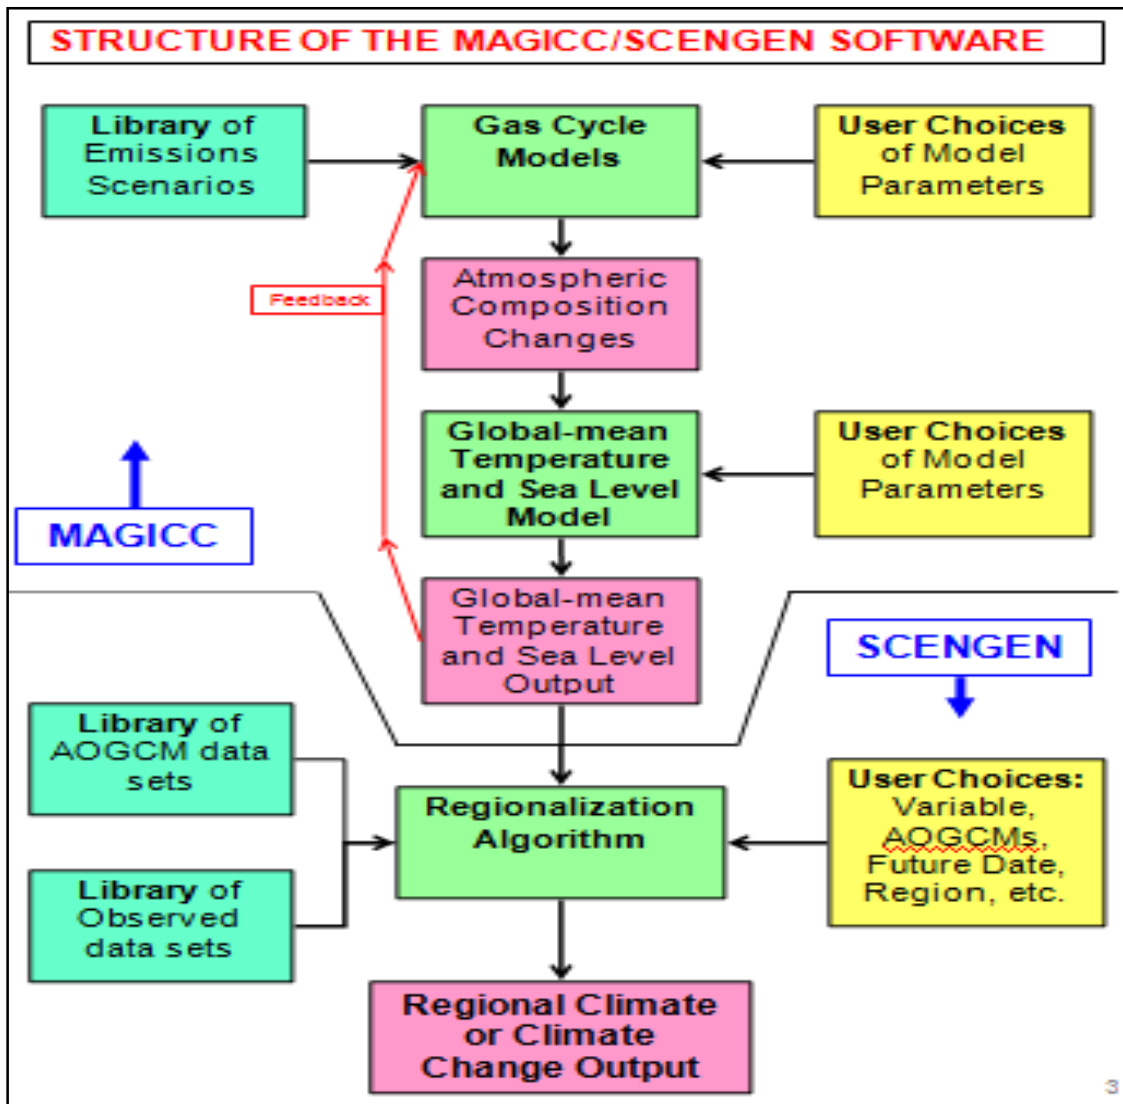 STRUCTURE OF THE MAGICC/SCENGEN SOFTWARE
Library of
Emissions
Scenarios
Gas Cycle
Models
User Choices
of Model
Parameters
Feedback
Atmospheric
Composition
Changes
Global-mean
Temperature
and Sea Level
Model
User Choices
of Model
Parameters
MAGICC
Global-mean
Temperature
and Sea Level
Output
SCENGEN
Library of
AOGCM data
sets
Regionalization
Algorithm
User Choices:
Variable,
AOGCMs,
Future Date,
Region, etc.
Library of
Observed
data sets
Regional Climate
or Climate
Change Output
3